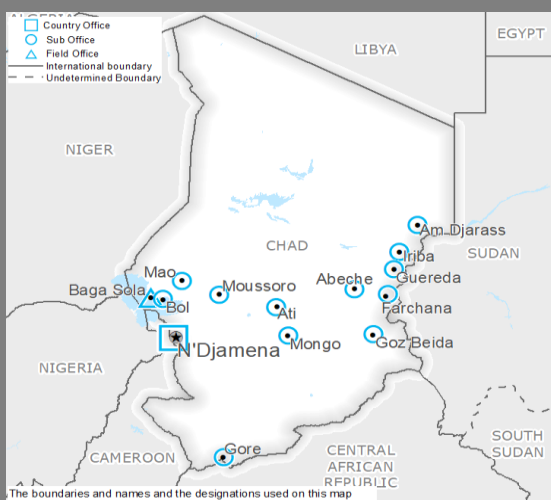 ALGERIA
Country Office
Sub Office
Field Office
International boundary
Undetermined Boundary
LIBYA
EGYPT
NIGER
Am Djarass
CHAD
Iriba
SUDAN
Mao
Abeche
Guereda
Baga Sola
Moussoro
Bol
Farchana
Ati
N'Djamena
Mongo
Goz Beida
NIGERIA
SOUTH
SUDAN
Gore
CAMEROON
CENTRAL
AFRICAN
REPUBLIC
The boundaries and names and the designations used on this map